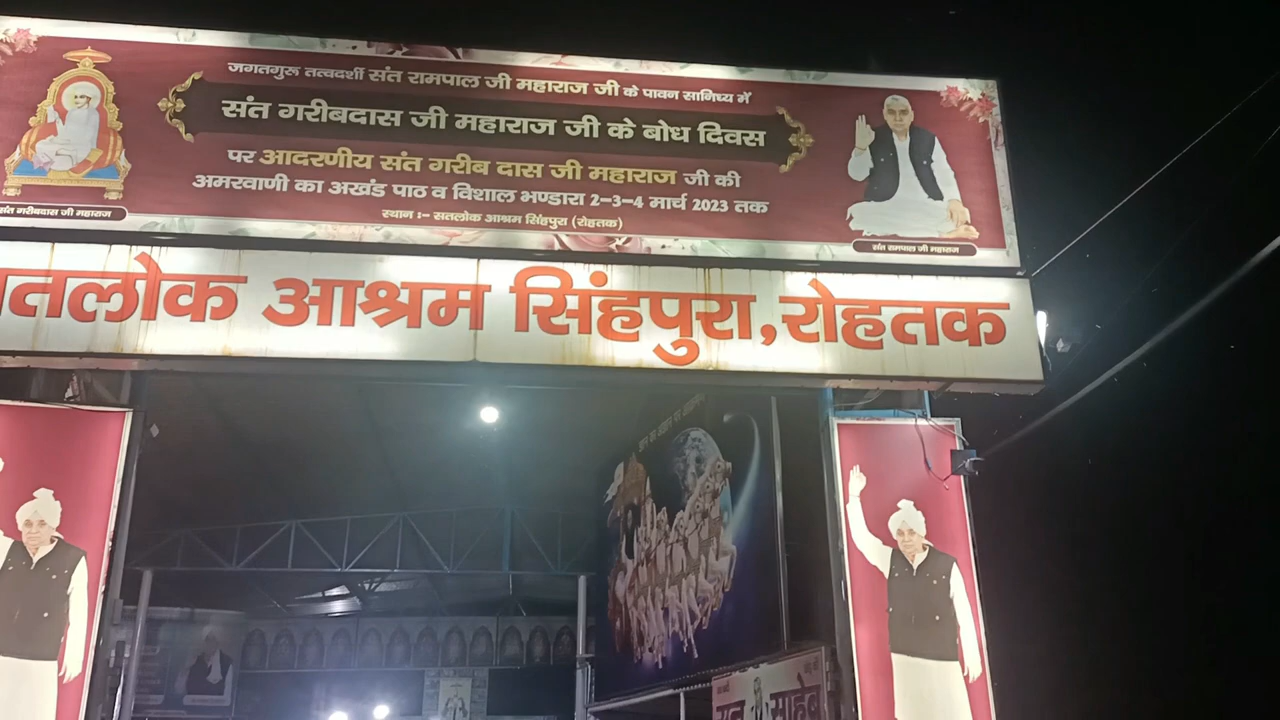 जगतगुरू तत्वदर्शी संत रामपाल जी महाराज जी के पावन सानिध्य में
संत गरीबदास जी महाराज जी के बोध दिवस
पर आदरणीय संत गरीब दास जी महाराज जी की
अमरवाणी का अखंड पाठ व विशाल भण्डारा 2-3-4 मार्च 2023 तक
स्थान :- सतलोक आश्रम सिंहपुरा (रोहतक)
संत गरीबदास जी महाराज
संत रामपाल जी महाराज
सतलोक आश्रम सिंहपुरा, रोहतक
साहेब